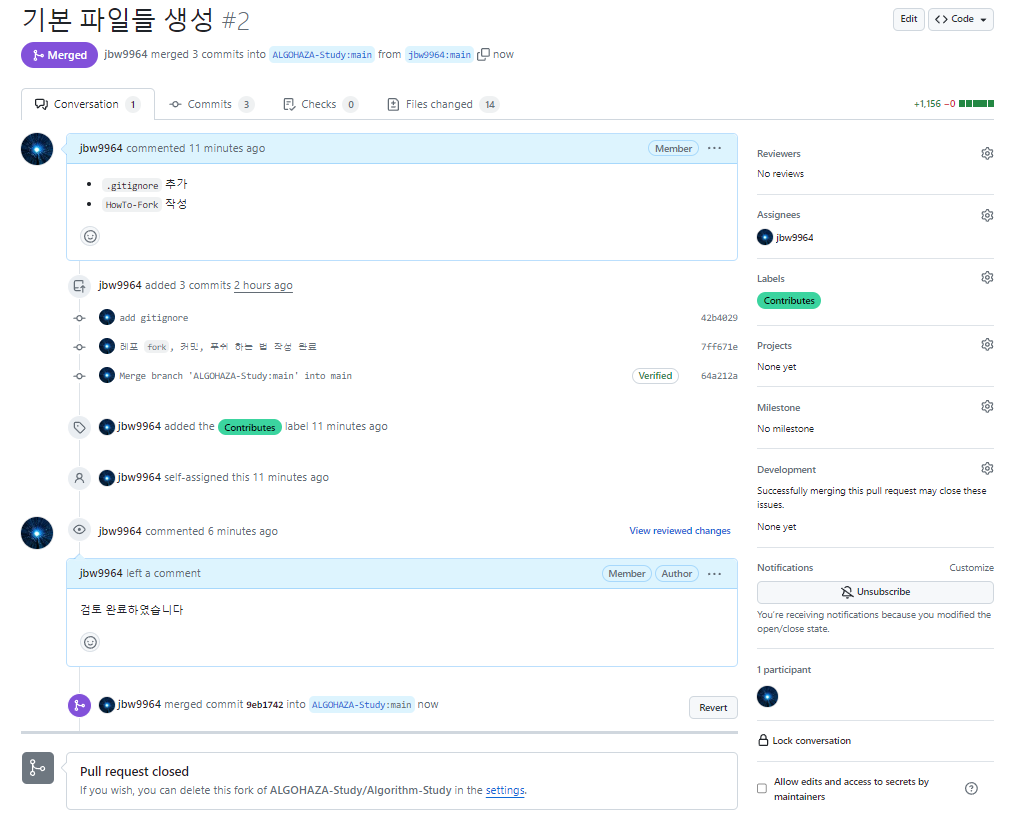 기본 파일들 생성 #2
Edit
Code
Merged
jbw9964 merged 3 commits into ALGOHAZA-Study:main from jbw9964:main now
Conversation 1
Commits 3
Checks 0
Files changed 14
+1,156 −0
jbw9964 commented 11 minutes ago
Member
.gitignore 추가
HowTo-Fork 작성
jbw9964 added 3 commits 2 hours ago
add gitignore
42b4029
레포 fork, 커밋, 푸쉬 하는 법 작성 완료
7ff671e
Merge branch 'ALGOHAZA-Study:main' into main
Verified
64a212a
jbw9964 added the Contributes label 11 minutes ago
jbw9964 self-assigned this 11 minutes ago
jbw9964 commented 6 minutes ago
View reviewed changes
jbw9964 left a comment
Member
Author
검토 완료하였습니다
jbw9964 merged commit 9eb1742 into ALGOHAZA-Study:main now
Revert
Pull request closed
If you wish, you can delete this fork of ALGOHAZA-Study/Algorithm-Study in the settings.
Reviewers
No reviews
Assignees
jbw9964
Labels
Contributes
Projects
None yet
Milestone
No milestone
Development
Successfully merging this pull request may close these
issues.
None yet
Notifications
Customize
Unsubscribe
You're receiving notifications because you modified the
open/close state.
1 participant
Lock conversation
Allow edits and access to secrets by
maintainers